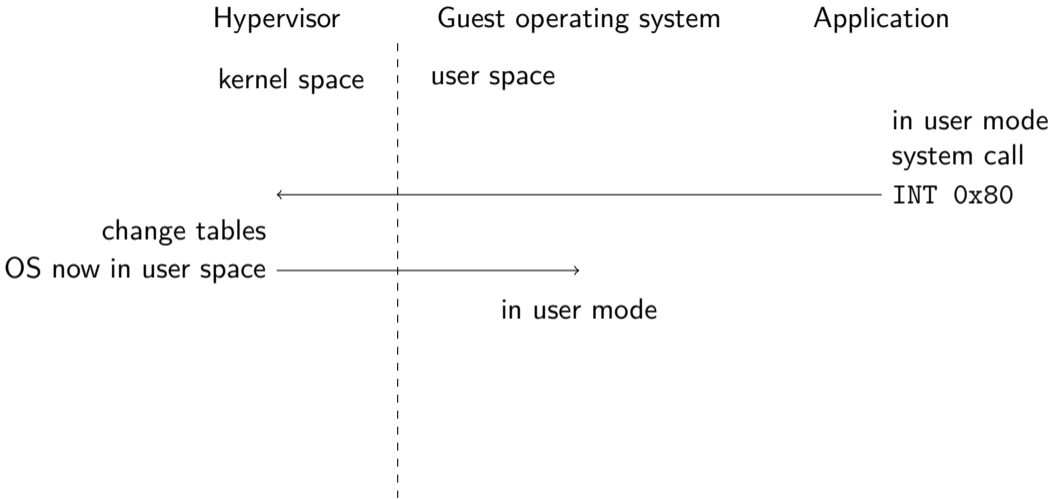 Hypervisor
Guest operating system
Application
kernel space
user space
in user mode
system call
INT 0x80
change tables
OS now in user space
in user mode